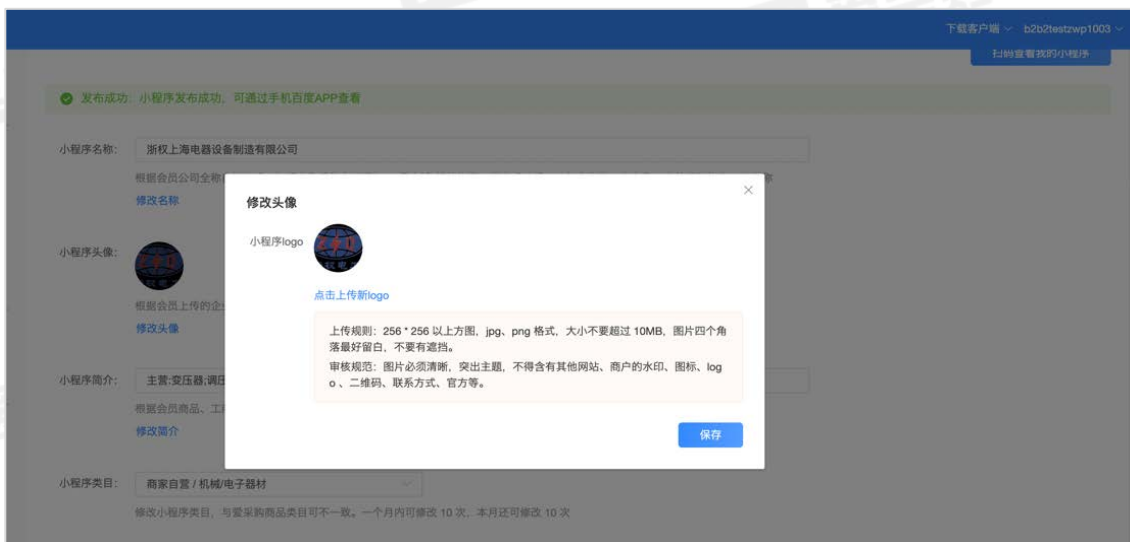 下载客户端 b2b2testzwp1003
扫码查看我的小程序
发布成功：小程序发布成功，可通过手机百度APP查看
小程序名称： 浙权上海电器设备制造有限公司
根据会员公司全称
修改名称
修改头像
小程序logo
小程序头像：
点击上传新logo
根据会员上传的企
修改头像
上传规则：256 * 256 以上方图，jpg、png 格式，大小不要超过 10MB，图片四个角
落最好留白，不要有遮挡。
审核规范：图片必须清晰，突出主题，不得含有其他网站、商户的水印、图标、log
o 、二维码、联系方式、官方等。
小程序简介： 主营:变压器;调压
根据会员商品、工
修改简介
保存
小程序类目： 商家自营 / 机械/电子器材
修改小程序类目，与爱采购商品类目可不一致。一个月内可修改 10 次，本月还可修改 10 次